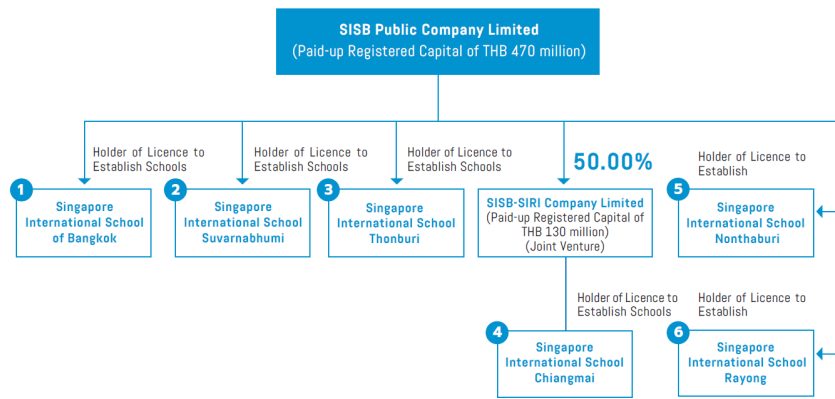 SISB Public Company Limited
(Paid-up Registered Capital of THB 470 million)
Holder of Licence to
Establish Schools
Holder of Licence to
Establish Schools
Holder of Licence to
Establish Schools
50.00%
Holder of Licence to
Establish
1
Singapore
International School
of Bangkok
2
Singapore
International School
Suvarnabhumi
3
Singapore
International School
Thonburi
SISB-SIRI Company Limited
(Paid-up Registered Capital of
THB 130 million)
(Joint Venture)
5
Singapore
International School
Nonthaburi
Holder of Licence to
Establish Schools
Holder of Licence to
Establish
4
Singapore
International School
Chiangmai
6
Singapore
International School
Rayong